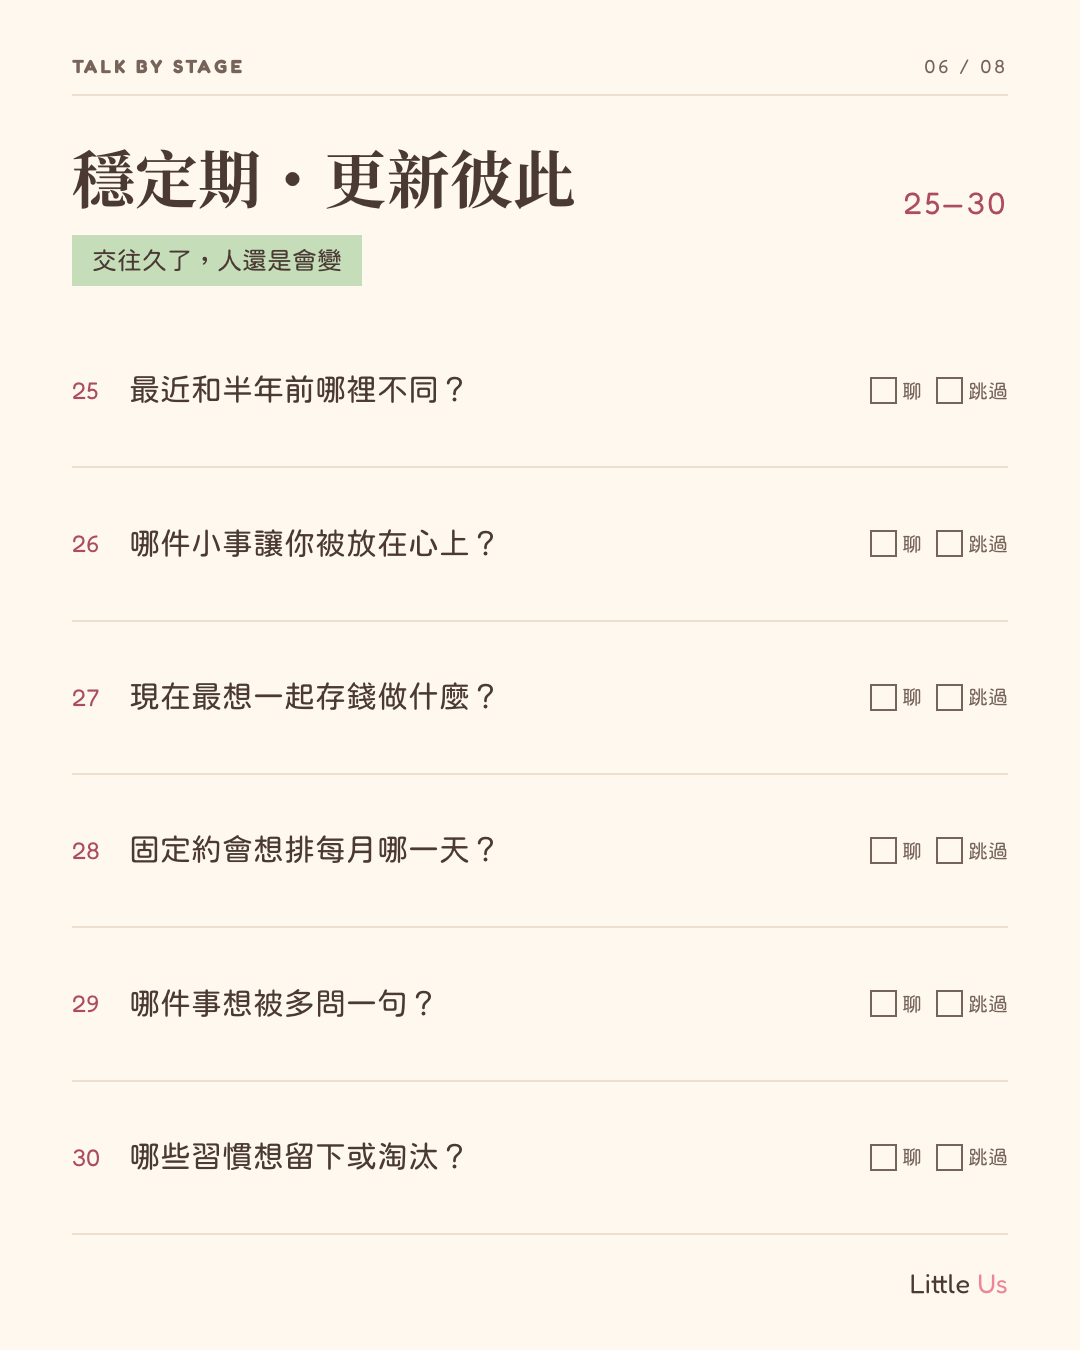 TALK BY STAGE
06 / 08
穩定期・更新彼此
25–30
交往久了，人還是會變
25 最近和半年前哪裡不同？ 聊 跳過
26 哪件小事讓你被放在心上？ 聊 跳過
27 現在最想一起存錢做什麼？ 聊 跳過
28 固定約會想排每月哪一天？ 聊 跳過
29 哪件事想被多問一句？ 聊 跳過
30 哪些習慣想留下或淘汰？ 聊 跳過
Little Us